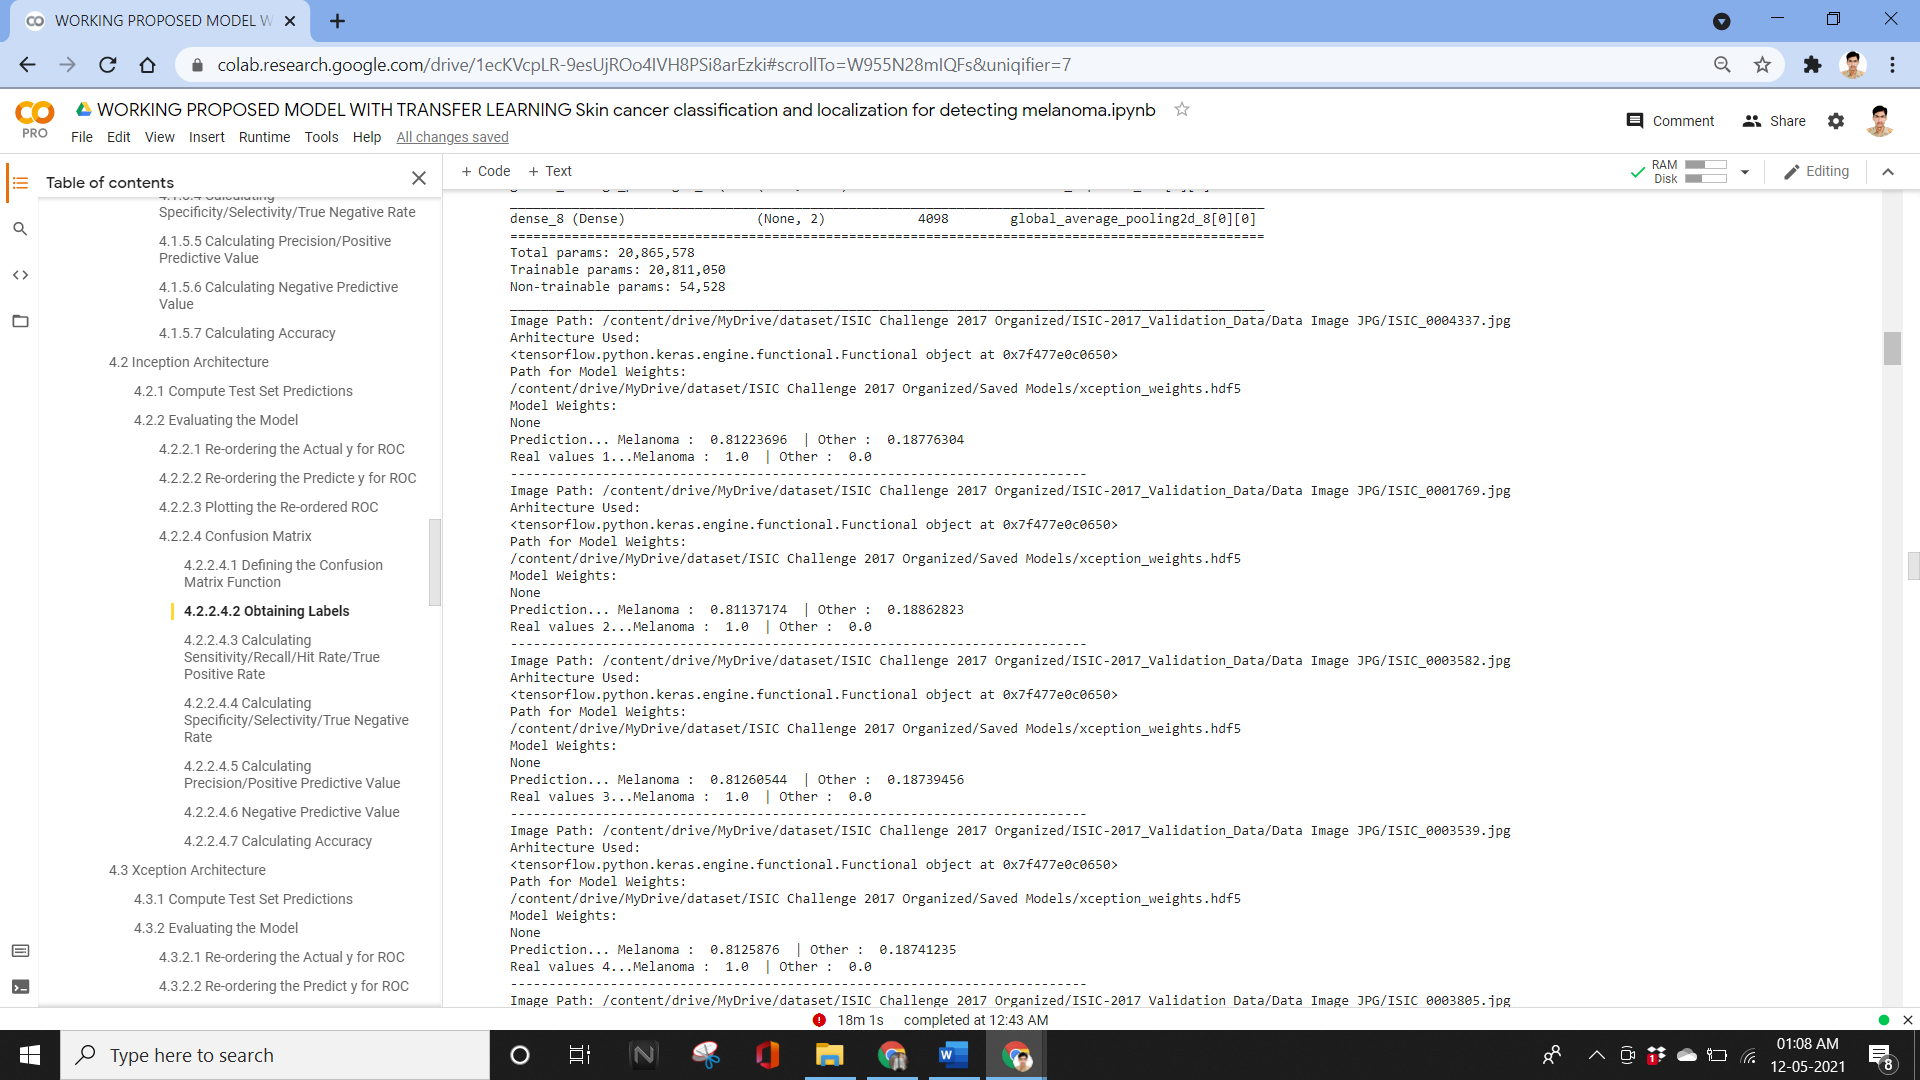 WORKING PROPOSED MODEL W
colab.research.google.com/drive/1ecKVcpLR-9esUjROo4IVH8PSi8arEzki#scrollTo=W955N28mIQFs&uniqifier=7
PRO
WORKING PROPOSED MODEL WITH TRANSFER LEARNING Skin cancer classification and localization for detecting melanoma.ipynb
File Edit View Insert Runtime Tools Help All changes saved
Comment
Share
Table of contents
+ Code + Text
RAM
Disk
Editing
4.1.5.4 Calculating
Specificity/Selectivity/True Negative Rate
4.1.5.5 Calculating Precision/Positive
Predictive Value
4.1.5.6 Calculating Negative Predictive
Value
4.1.5.7 Calculating Accuracy
4.2 Inception Architecture
4.2.1 Compute Test Set Predictions
4.2.2 Evaluating the Model
4.2.2.1 Re-ordering the Actual y for ROC
4.2.2.2 Re-ordering the Predicte y for ROC
4.2.2.3 Plotting the Re-ordered ROC
4.2.2.4 Confusion Matrix
4.2.2.4.1 Defining the Confusion
Matrix Function
4.2.2.4.2 Obtaining Labels
4.2.2.4.3 Calculating
Sensitivity/Recall/Hit Rate/True
Positive Rate
4.2.2.4.4 Calculating
Specificity/Selectivity/True Negative
Rate
4.2.2.4.5 Calculating
Precision/Positive Predictive Value
4.2.2.4.6 Negative Predictive Value
4.2.2.4.7 Calculating Accuracy
4.3 Xception Architecture
4.3.1 Compute Test Set Predictions
4.3.2 Evaluating the Model
4.3.2.1 Re-ordering the Actual y for ROC
4.3.2.2 Re-ordering the Predict y for ROC
dense_8 (Dense) (None, 2) 4098 global_average_pooling2d_8[0][0]
Total params: 20,865,578
Trainable params: 20,811,050
Non-trainable params: 54,528
Image Path: /content/drive/MyDrive/dataset/ISIC Challenge 2017 Organized/ISIC-2017_Validation_Data/Data Image JPG/ISIC_0004337.jpg
Arhitecture Used:
<tensorflow.python.keras.engine.functional.Functional object at 0x7f477e0c0650>
Path for Model Weights:
/content/drive/MyDrive/dataset/ISIC Challenge 2017 Organized/Saved Models/xception_weights.hdf5
Model Weights:
None
Prediction... Melanoma : 0.81223696 | Other : 0.18776304
Real values 1...Melanoma : 1.0 | Other : 0.0
Image Path: /content/drive/MyDrive/dataset/ISIC Challenge 2017 Organized/ISIC-2017_Validation_Data/Data Image JPG/ISIC_0001769.jpg
Arhitecture Used:
<tensorflow.python.keras.engine.functional.Functional object at 0x7f477e0c0650>
Path for Model Weights:
/content/drive/MyDrive/dataset/ISIC Challenge 2017 Organized/Saved Models/xception_weights.hdf5
Model Weights:
None
Prediction... Melanoma : 0.81137174 | Other : 0.18862823
Real values 2...Melanoma : 1.0 | Other : 0.0
Image Path: /content/drive/MyDrive/dataset/ISIC Challenge 2017 Organized/ISIC-2017_Validation_Data/Data Image JPG/ISIC_0003582.jpg
Arhitecture Used:
<tensorflow.python.keras.engine.functional.Functional object at 0x7f477e0c0650>
Path for Model Weights:
/content/drive/MyDrive/dataset/ISIC Challenge 2017 Organized/Saved Models/xception_weights.hdf5
Model Weights:
None
Prediction... Melanoma : 0.81260544 | Other : 0.18739456
Real values 3...Melanoma : 1.0 | Other : 0.0
Image Path: /content/drive/MyDrive/dataset/ISIC Challenge 2017 Organized/ISIC-2017_Validation_Data/Data Image JPG/ISIC_0003539.jpg
Arhitecture Used:
<tensorflow.python.keras.engine.functional.Functional object at 0x7f477e0c0650>
Path for Model Weights:
/content/drive/MyDrive/dataset/ISIC Challenge 2017 Organized/Saved Models/xception_weights.hdf5
Model Weights:
None
Prediction... Melanoma : 0.8125876 | Other : 0.18741235
Real values 4...Melanoma : 1.0 | Other : 0.0
Image Path: /content/drive/MyDrive/dataset/ISIC Challenge 2017 Organized/ISIC-2017_Validation_Data/Data Image JPG/ISIC_0003805.jpg
18m 1s completed at 12:43 AM
Type here to search
01:08 AM
12-05-2021
8